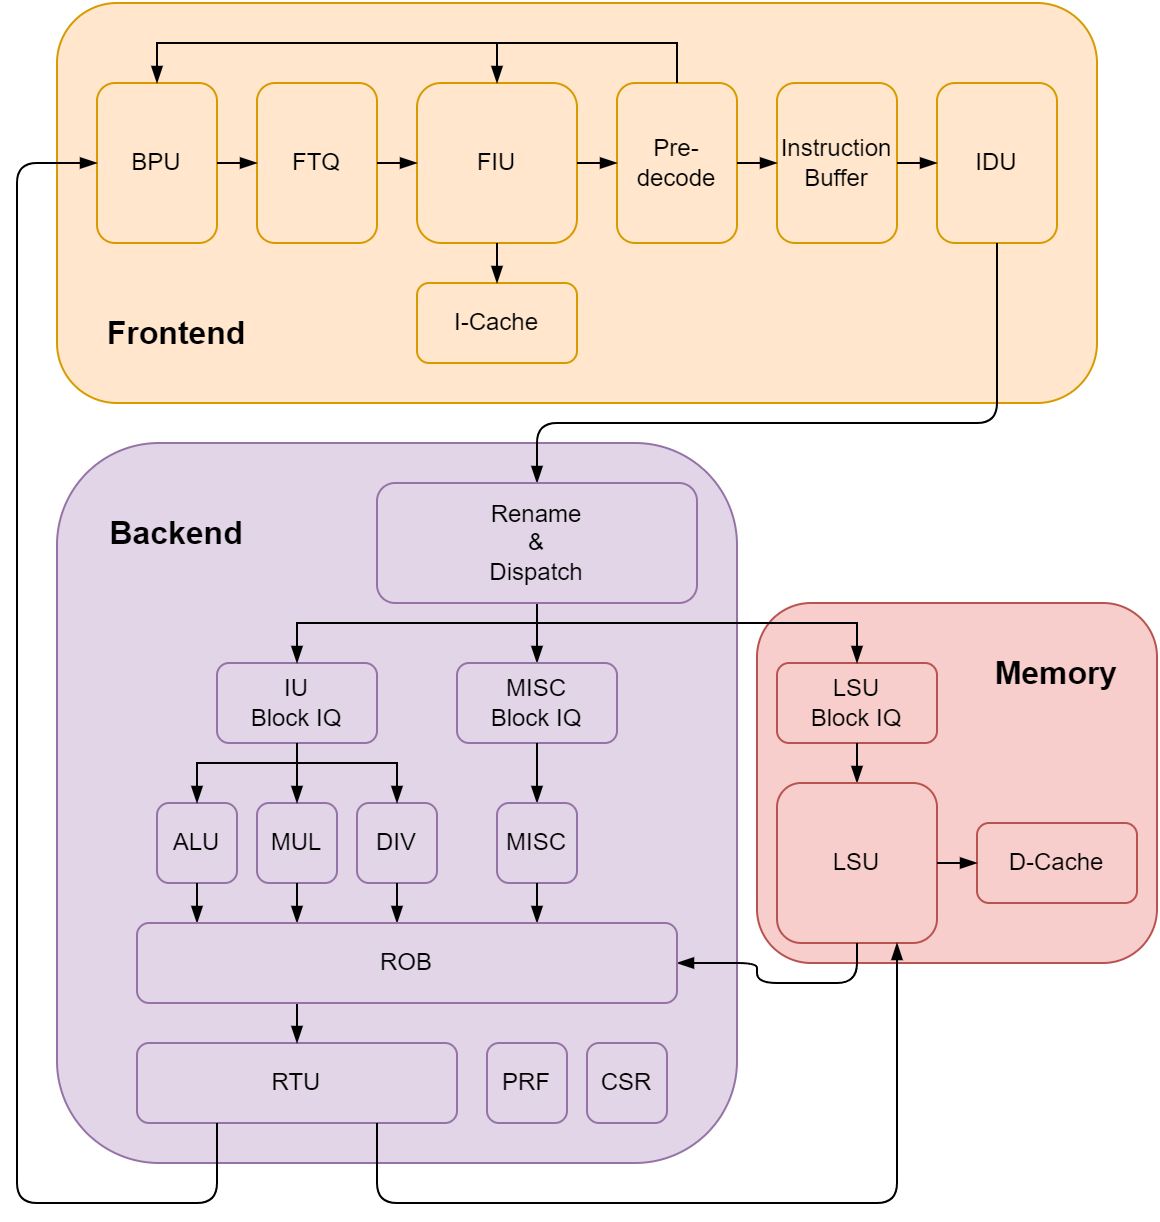 BPU
FTQ
FIU
Pre-
decode
Instruction
Buffer
IDU
I-Cache
Frontend
Backend
Rename
&
Dispatch
Memory
IU
Block IQ
MISC
Block IQ
LSU
Block IQ
ALU
MUL
DIV
MISC
LSU
D-Cache
ROB
RTU
PRF
CSR